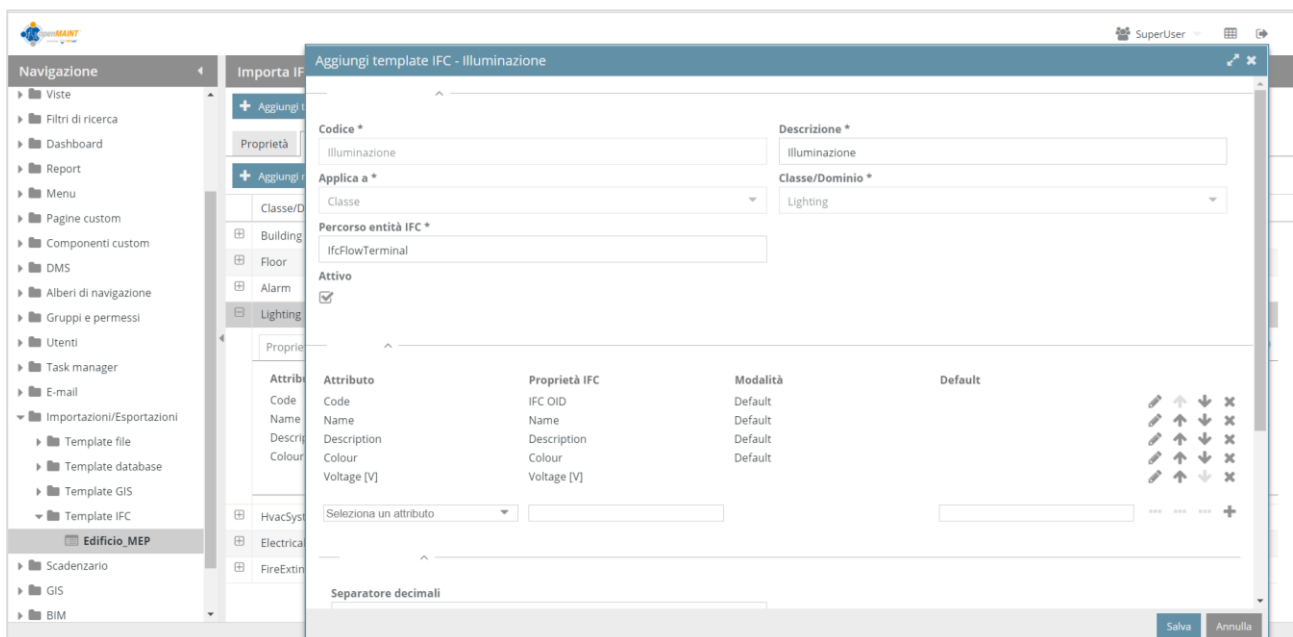 openMAINT
SuperUser
Navigazione
Viste
Filtri di ricerca
Dashboard
Report
Menu
Pagine custom
Componenti custom
DMS
Alberi di navigazione
Gruppi e permessi
Utenti
Task manager
E-mail
Importazioni/Esportazioni
Template file
Template database
Template GIS
Template IFC
Edificio_MEP
Scadenzario
GIS
BIM
Importa IF
Aggiungi t
Proprietà
Aggiungi r
Classe/D
Building
Floor
Alarm
Lighting
Proprie
Attrib
Code
Name
Descri
Colour
HvacSyst
Electrical
FireExtin
Aggiungi template IFC - Illuminazione
Codice * Descrizione *
Illuminazione Illuminazione
Applica a * Classe/Dominio *
Classe Lighting
Percorso entità IFC *
IfcFlowTerminal
Attivo
Attributo Proprietà IFC Modalità Default
Code IFC OID Default
Name Name Default
Description Description Default
Colour Colour Default
Voltage [V] Voltage [V]
Seleziona un attributo
Separatore decimali
Salva Annulla